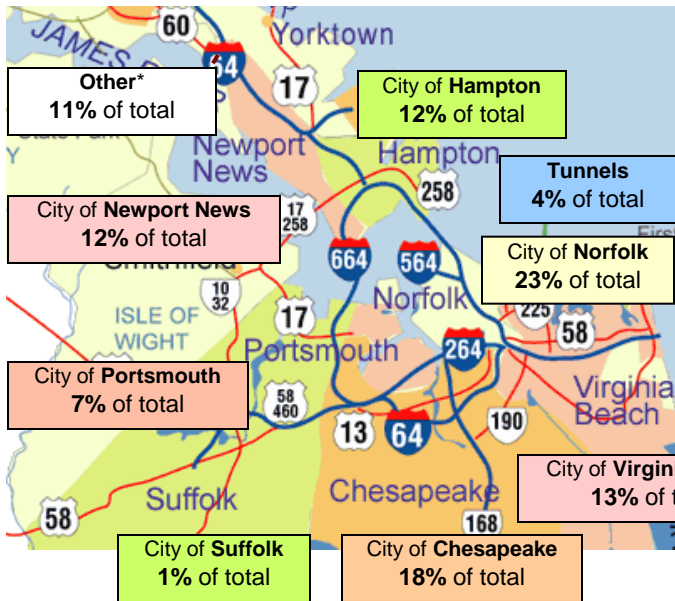 60
Yorktown
64
17
Other*
11% of total
City of Hampton
12% of total
Newport
News
Hampton
Tunnels
4% of total
258
City of Newport News
12% of total
17
258
664
564
City of Norfolk
23% of total
10
32
Norfolk
ISLE OF
WIGHT
17
Portsmouth
264
225
58
City of Portsmouth
7% of total
58
460
13
64
190
Virginia
Beach
City of Virgin
13% of t
Suffolk
Chesapeake
58
168
City of Suffolk
1% of total
City of Chesapeake
18% of total